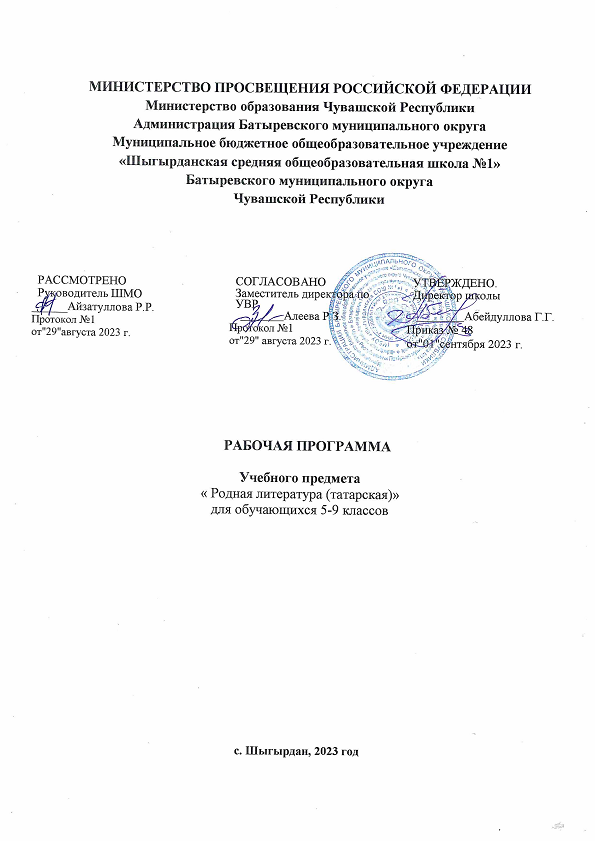 МИНИСТЕРСТВО ПРОСВЕЩЕНИЯ РОССИЙСКОЙ ФЕДЕРАЦИИ
Министерство образования Чувашской Республики
Администрация Батыревского муниципального округа
Муниципальное бюджетное общеобразовательное учреждение
«Шыгырданская средняя общеобразовательная школа №1»
Батыревского муниципального округа
Чувашской Республики
РАССМОТРЕНО
Руководитель ШМО
______Айзатуллова Р.Р.
Протокол №1
от"29"августа 2023 г.
СОГЛАСОВАНО
Заместитель директора по
УВР
________Алеева Р.З.
Протокол №1
от"29" августа 2023 г.
УТВЕРЖДЕНО.
Директор школы
________Абейдуллова Г.Г.
Приказ № 48
от"01"сентября 2023 г.
РАБОЧАЯ ПРОГРАММА
Учебного предмета
« Родная литература (татарская)»
для обучающихся 5-9 классов
с. Шыгырдан, 2023 год